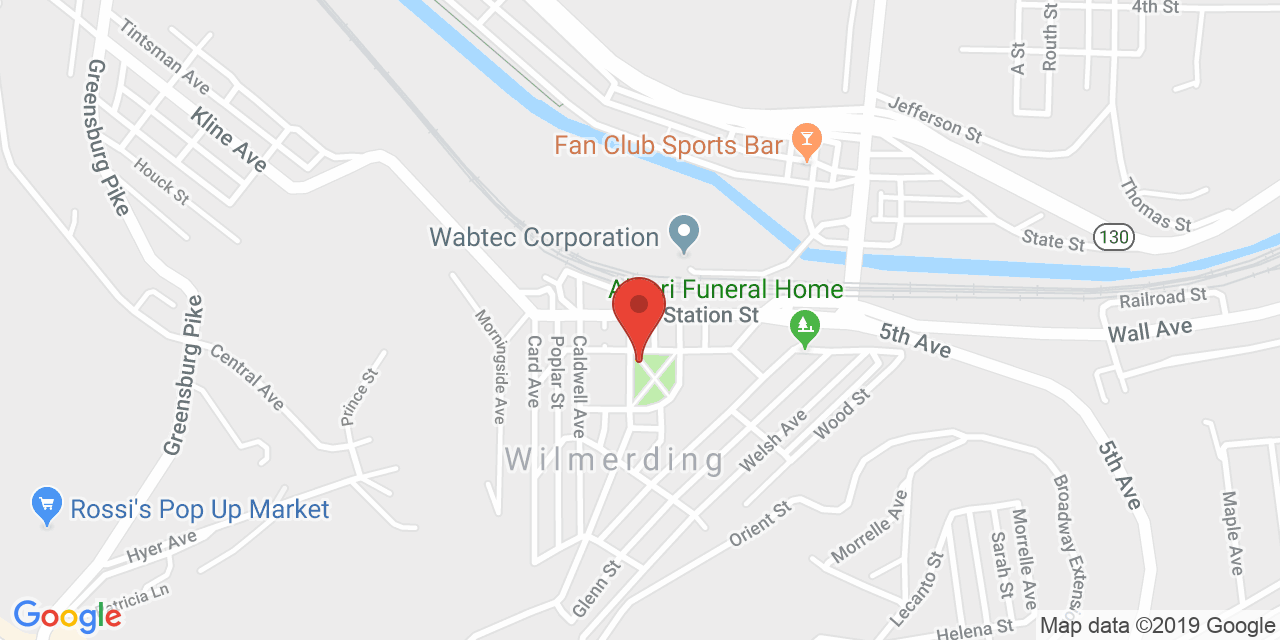 4th St
Routh St
A St
Tintsman Ave
Greensburg Pike
Kline Ave
Jefferson St
Fan Club Sports Bar
Houck St
Thomas St
Wabtec Corporation
State St
130
Funeral Home
Railroad St
Station St
5th Ave
Wall Ave
Morningside Ave
Card Ave
Poplar St
Caldwell Ave
Greensburg Pike
Central Ave
Prince St
Welsh Ave
Wood St
Wilmerding
5th Ave
Rossi's Pop Up Market
Orient St
Broadway Extension
Maple Ave
Hyer Ave
Morrelle Ave
Morrelle Ave
Sarah St
Lecanto St
Glenn St
Google
Helena St
Map data ©2019 Google